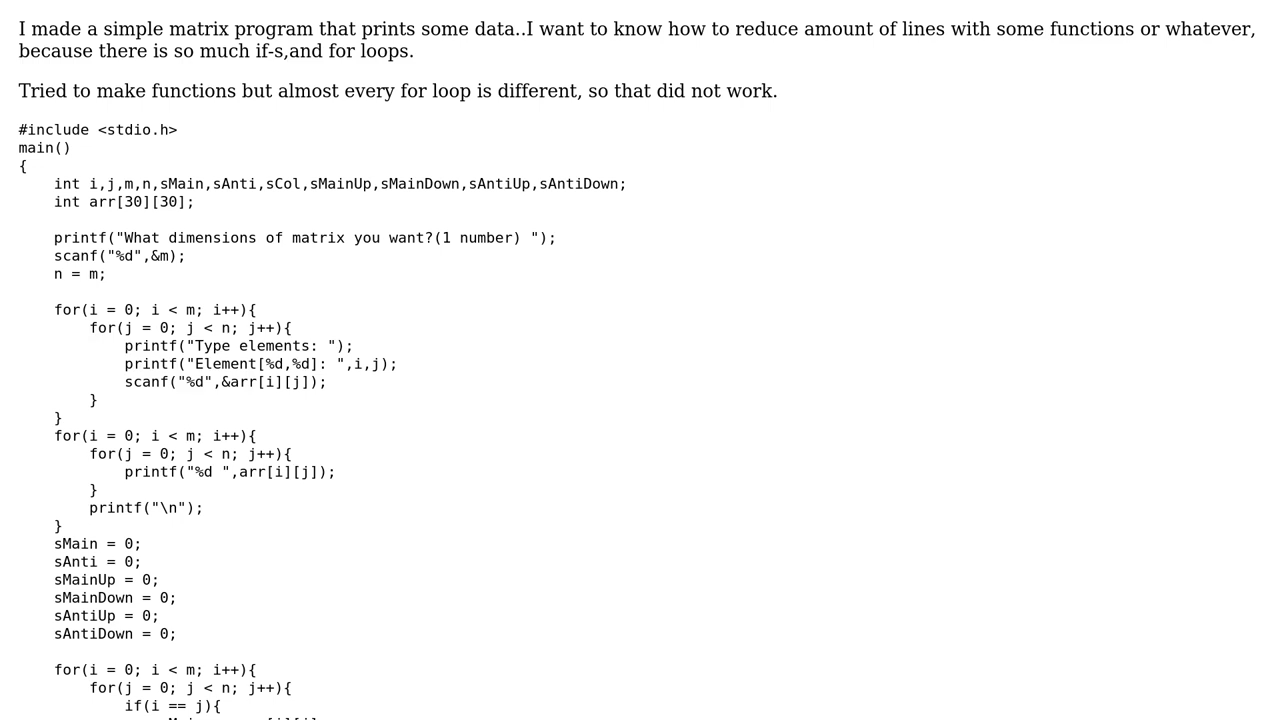 I made a simple matrix program that prints some data..I want to know how to reduce amount of lines with some functions or whatever,
because there is so much if-s,and for loops.
Tried to make functions but almost every for loop is different, so that did not work.
#include <stdio.h>
main()
{
    int i,j,m,n,sMain,sAnti,sCol,sMainUp,sMainDown,sAntiUp,sAntiDown;
    int arr[30][30];

    printf("What dimensions of matrix you want?(1 number) ");
    scanf("%d",&m);
    n = m;

    for(i = 0; i < m; i++){
        for(j = 0; j < n; j++){
            printf("Type elements: ");
            printf("Element[%d,%d]: ",i,j);
            scanf("%d",&arr[i][j]);
        }
    }
    for(i = 0; i < m; i++){
        for(j = 0; j < n; j++){
            printf("%d ",arr[i][j]);
        }
        printf("\n");
    }
    sMain = 0;
    sAnti = 0;
    sMainUp = 0;
    sMainDown = 0;
    sAntiUp = 0;
    sAntiDown = 0;

    for(i = 0; i < m; i++){
        for(j = 0; j < n; j++){
            if(i == j){